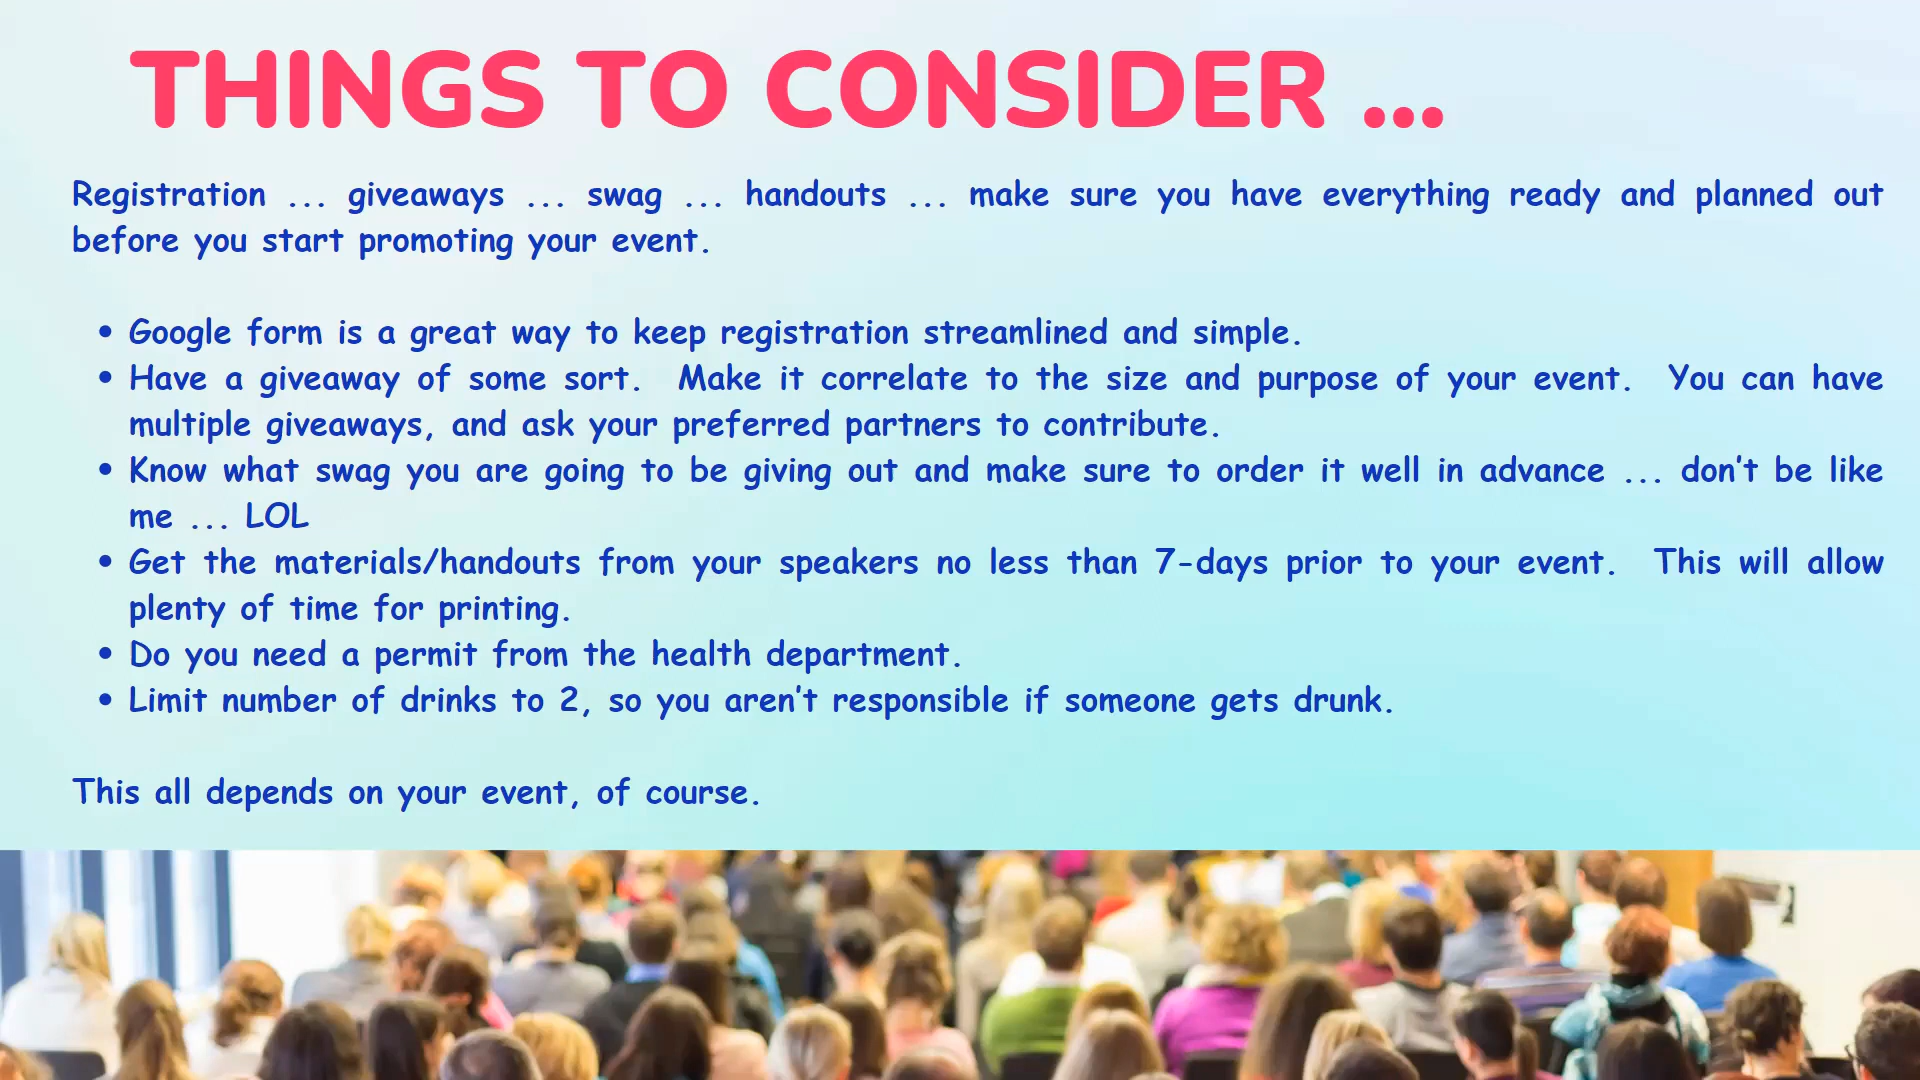 THINGS TO CONSIDER ...
Registration ... giveaways ... swag ... handouts ... make sure you have everything ready and planned out
before you start promoting your event.
• Google form is a great way to keep registration streamlined and simple.
• Have a giveaway of some sort.  Make it correlate to the size and purpose of your event.  You can have
multiple giveaways, and ask your preferred partners to contribute.
• Know what swag you are going to be giving out and make sure to order it well in advance ... don't be like
me ... LOL
• Get the materials/handouts from your speakers no less than 7-days prior to your event.  This will allow
plenty of time for printing.
• Do you need a permit from the health department.
• Limit number of drinks to 2, so you aren't responsible if someone gets drunk.
This all depends on your event, of course.